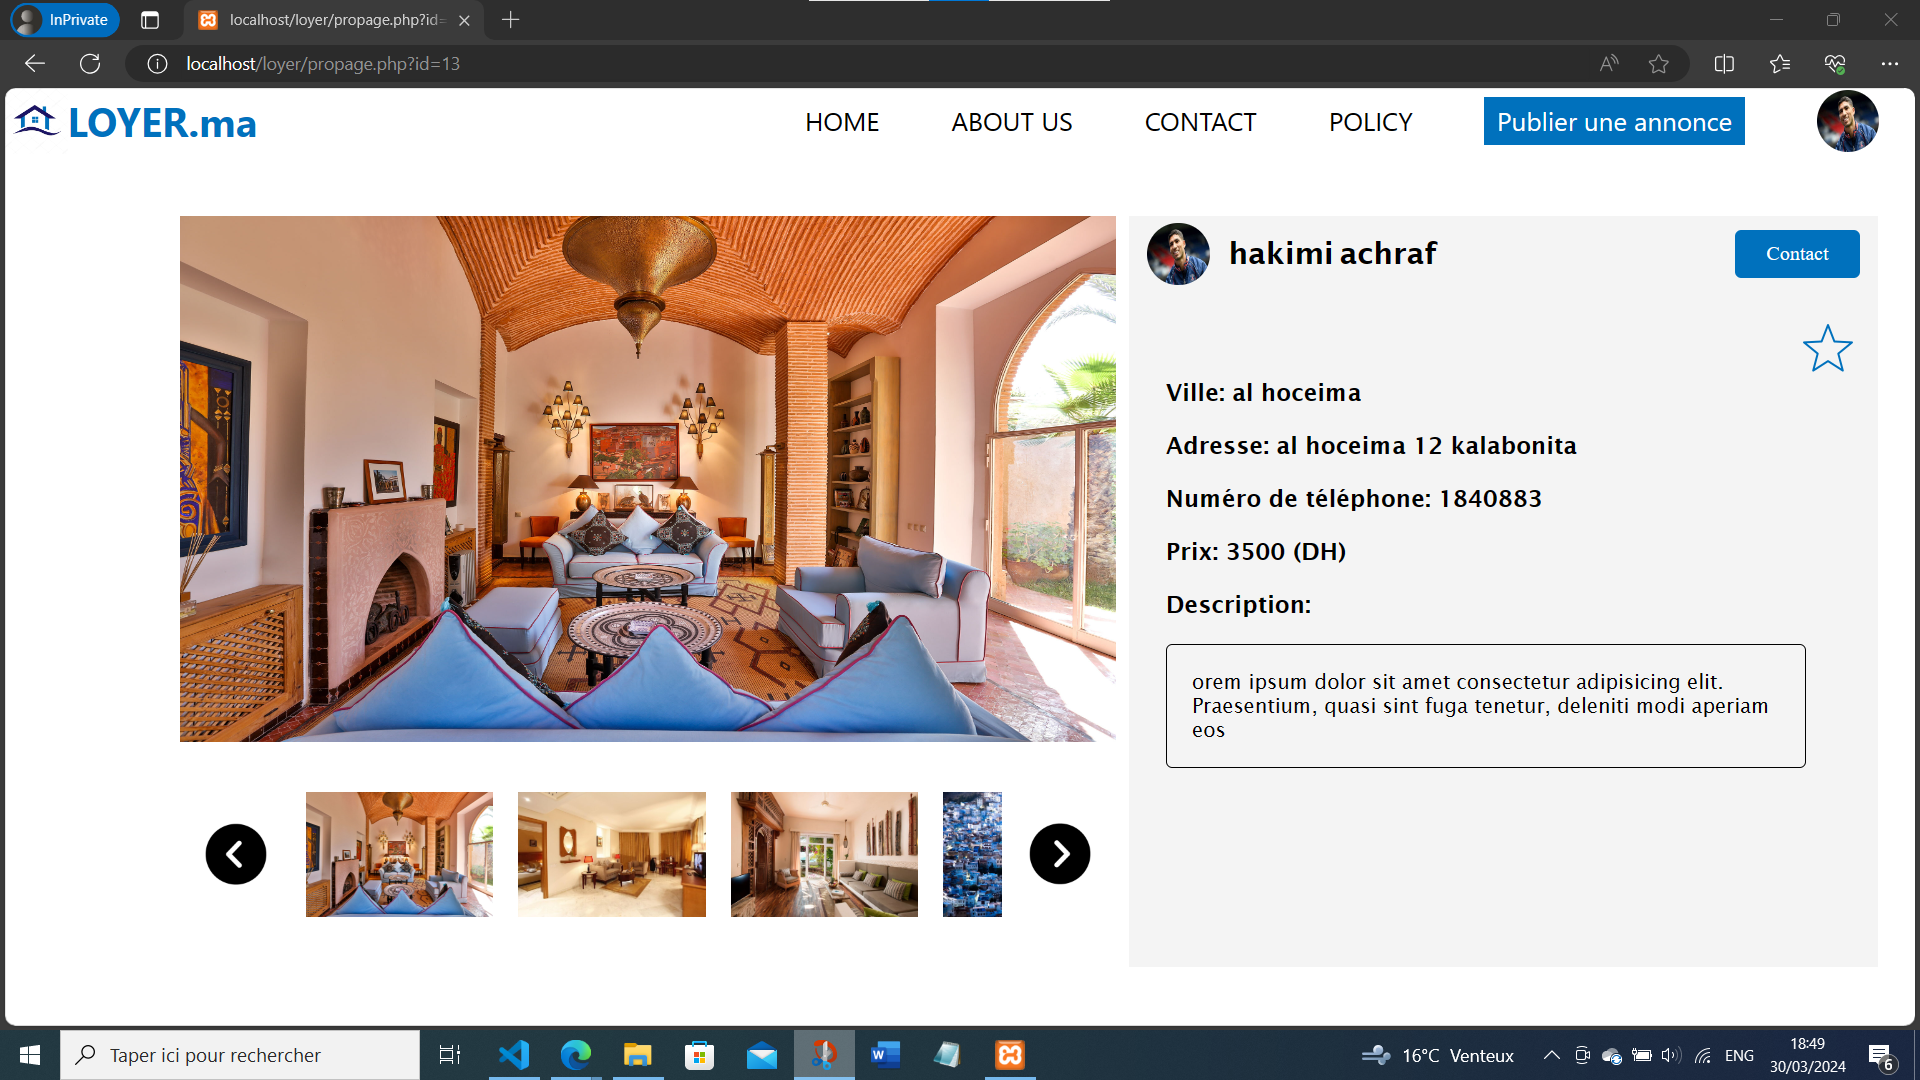 InPrivate
localhost/loyer/propage.php?id=
localhost/loyer/propage.php?id=13
LOYER.ma
HOME
ABOUT US
CONTACT
POLICY
Publier une annonce
hakimi achraf
Contact
Ville: al hoceima
Adresse: al hoceima 12 kalabonita
Numéro de téléphone: 1840883
Prix: 3500 (DH)
Description:
orem ipsum dolor sit amet consectetur adipisicing elit.
Praesentium, quasi sint fuga tenetur, deleniti modi aperiam
eos
Taper ici pour rechercher
16°C Venteux
ENG
18:49
30/03/2024
6